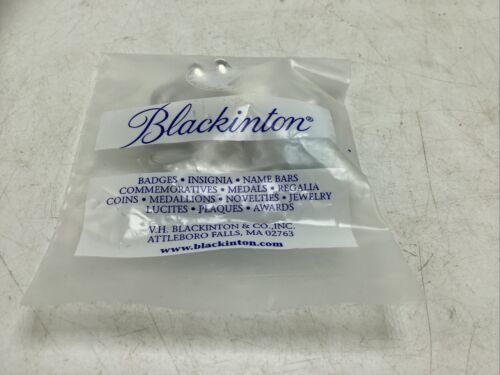 Blackinton®
BADGES • INSIGNIA • NAME BARS
COMMEMORATIVES • MEDALS • REGALIA
COINS • MEDALLIONS • NOVELTIES • JEWELRY
LUCITES • PLAQUES • AWARDS
V.H. BLACKINTON & CO., INC.
ATTLEBORO FALLS, MA 02763
www.blackinton.com